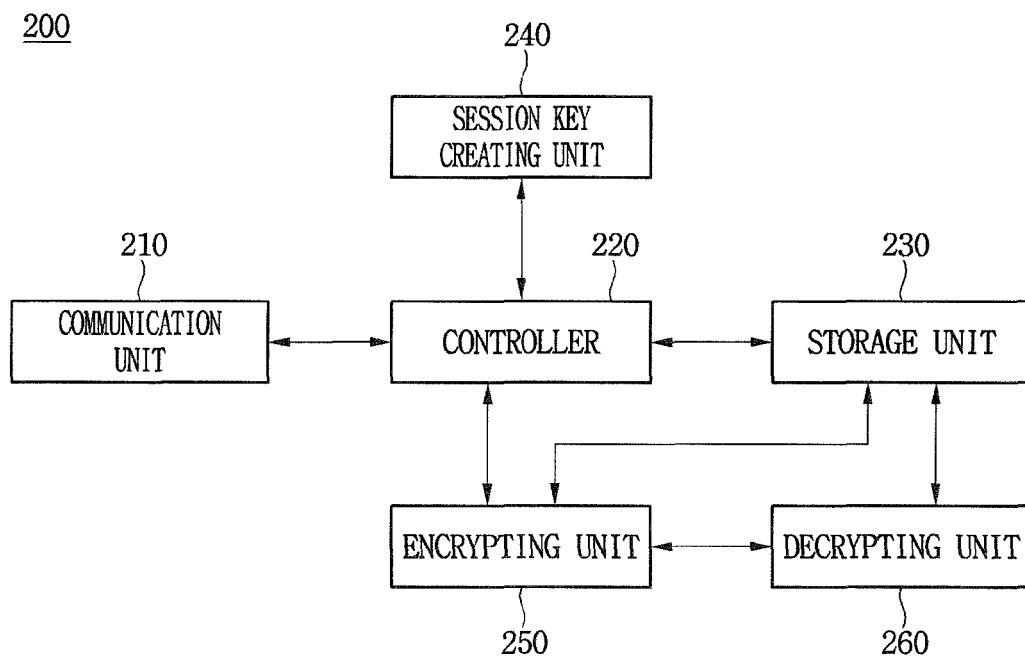 200
240
SESSION KEY
CREATING UNIT
210
220
230
COMMUNICATION
UNIT
CONTROLLER
STORAGE UNIT
ENCRYPTING UNIT
DECRYPTING UNIT
250
260